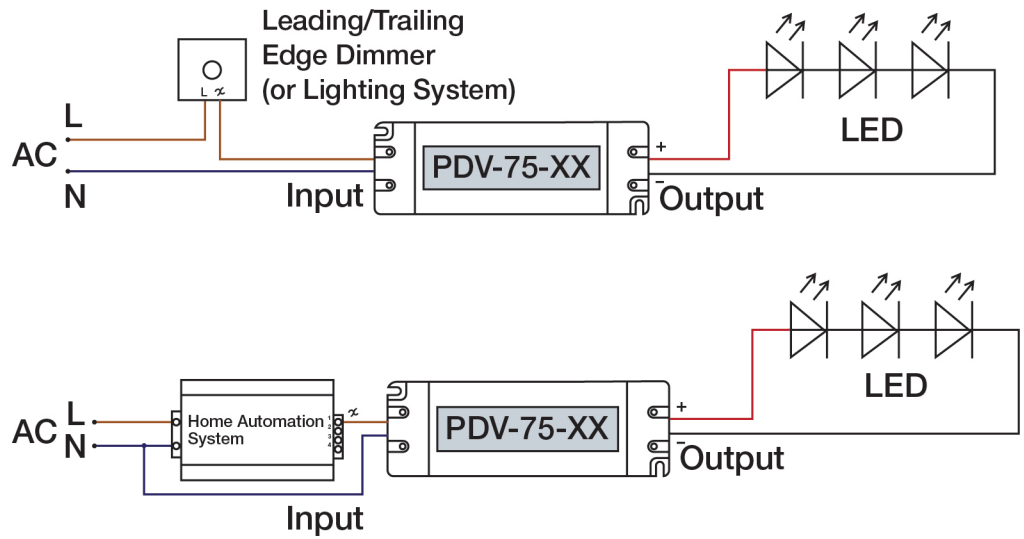 Leading/Trailing
Edge Dimmer
(or Lighting System)
L ≁
L
AC
N
Input
PDV-75-XX
+
-
Output
LED
L
AC
N
Home Automation
System
1
2
3
4
≁
Input
PDV-75-XX
+
-
Output
LED